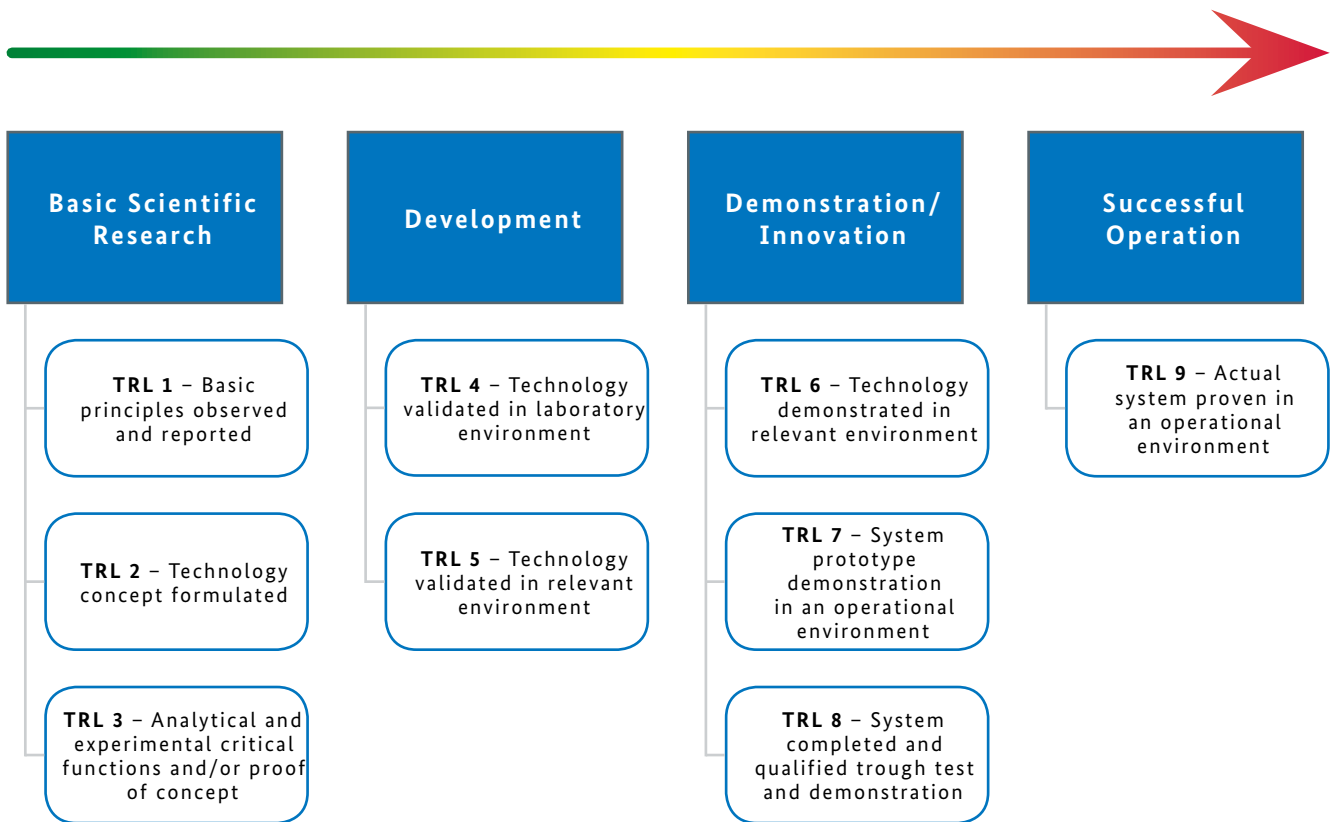 Basic Scientific
Research
TRL 1 – Basic
principles observed
and reported
TRL 2 – Technology
concept formulated
TRL 3 – Analytical and
experimental critical
functions and/or proof
of concept
Development
TRL 4 – Technology
validated in laboratory
environment
TRL 5 – Technology
validated in relevant
environment
Demonstration/
Innovation
TRL 6 – Technology
demonstrated in
relevant environment
TRL 7 – System
prototype
demonstration
in an operational
environment
TRL 8 – System
completed and
qualified trough test
and demonstration
Successful
Operation
TRL 9 – Actual
system proven in
an operational
environment